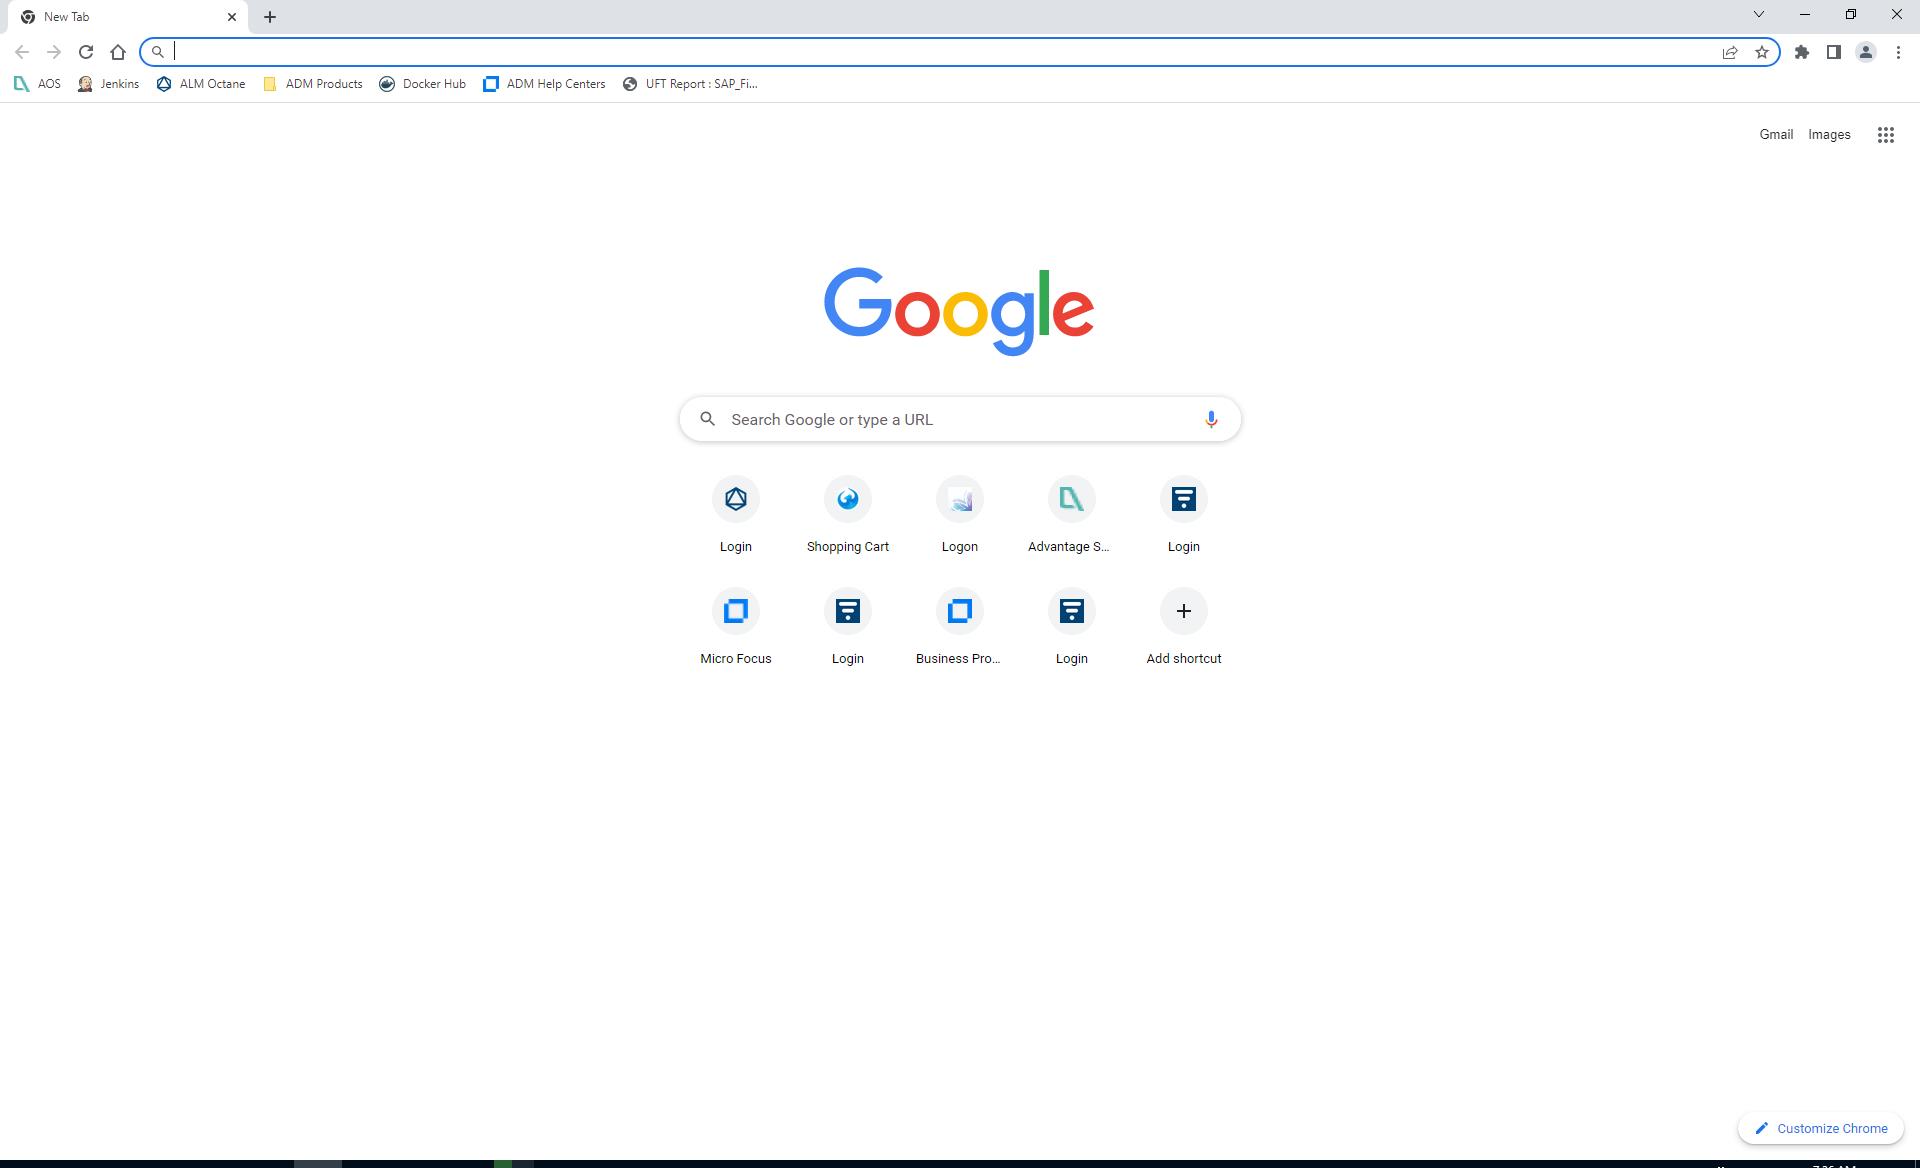 New Tab
AOS Jenkins ALM Octane ADM Products Docker Hub ADM Help Centers UFT Report : SAP_Fi...
Gmail Images
Google
Search Google or type a URL
Login Shopping Cart Logon Advantage S... Login
Micro Focus Login Business Pro... Login Add shortcut
Customize Chrome